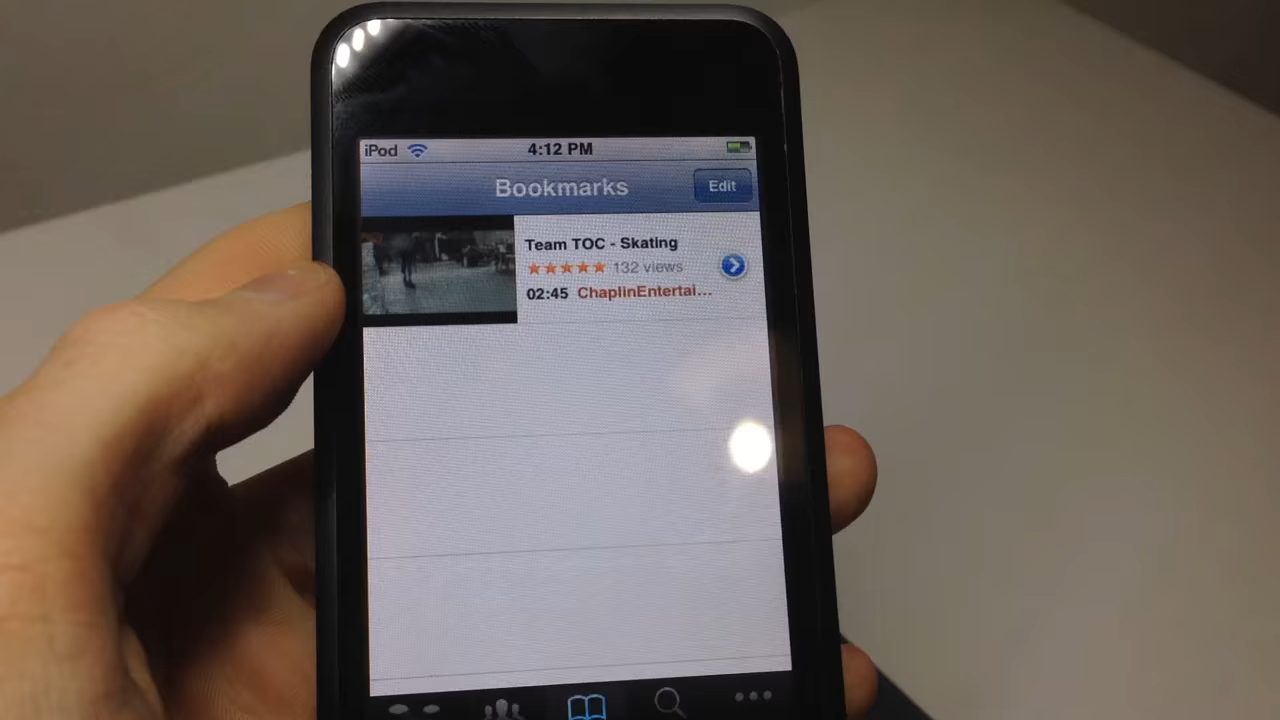 iPod 4:12 PM
Bookmarks Edit
Team TOC - Skating
132 views
02:45 ChaplinEntertai...